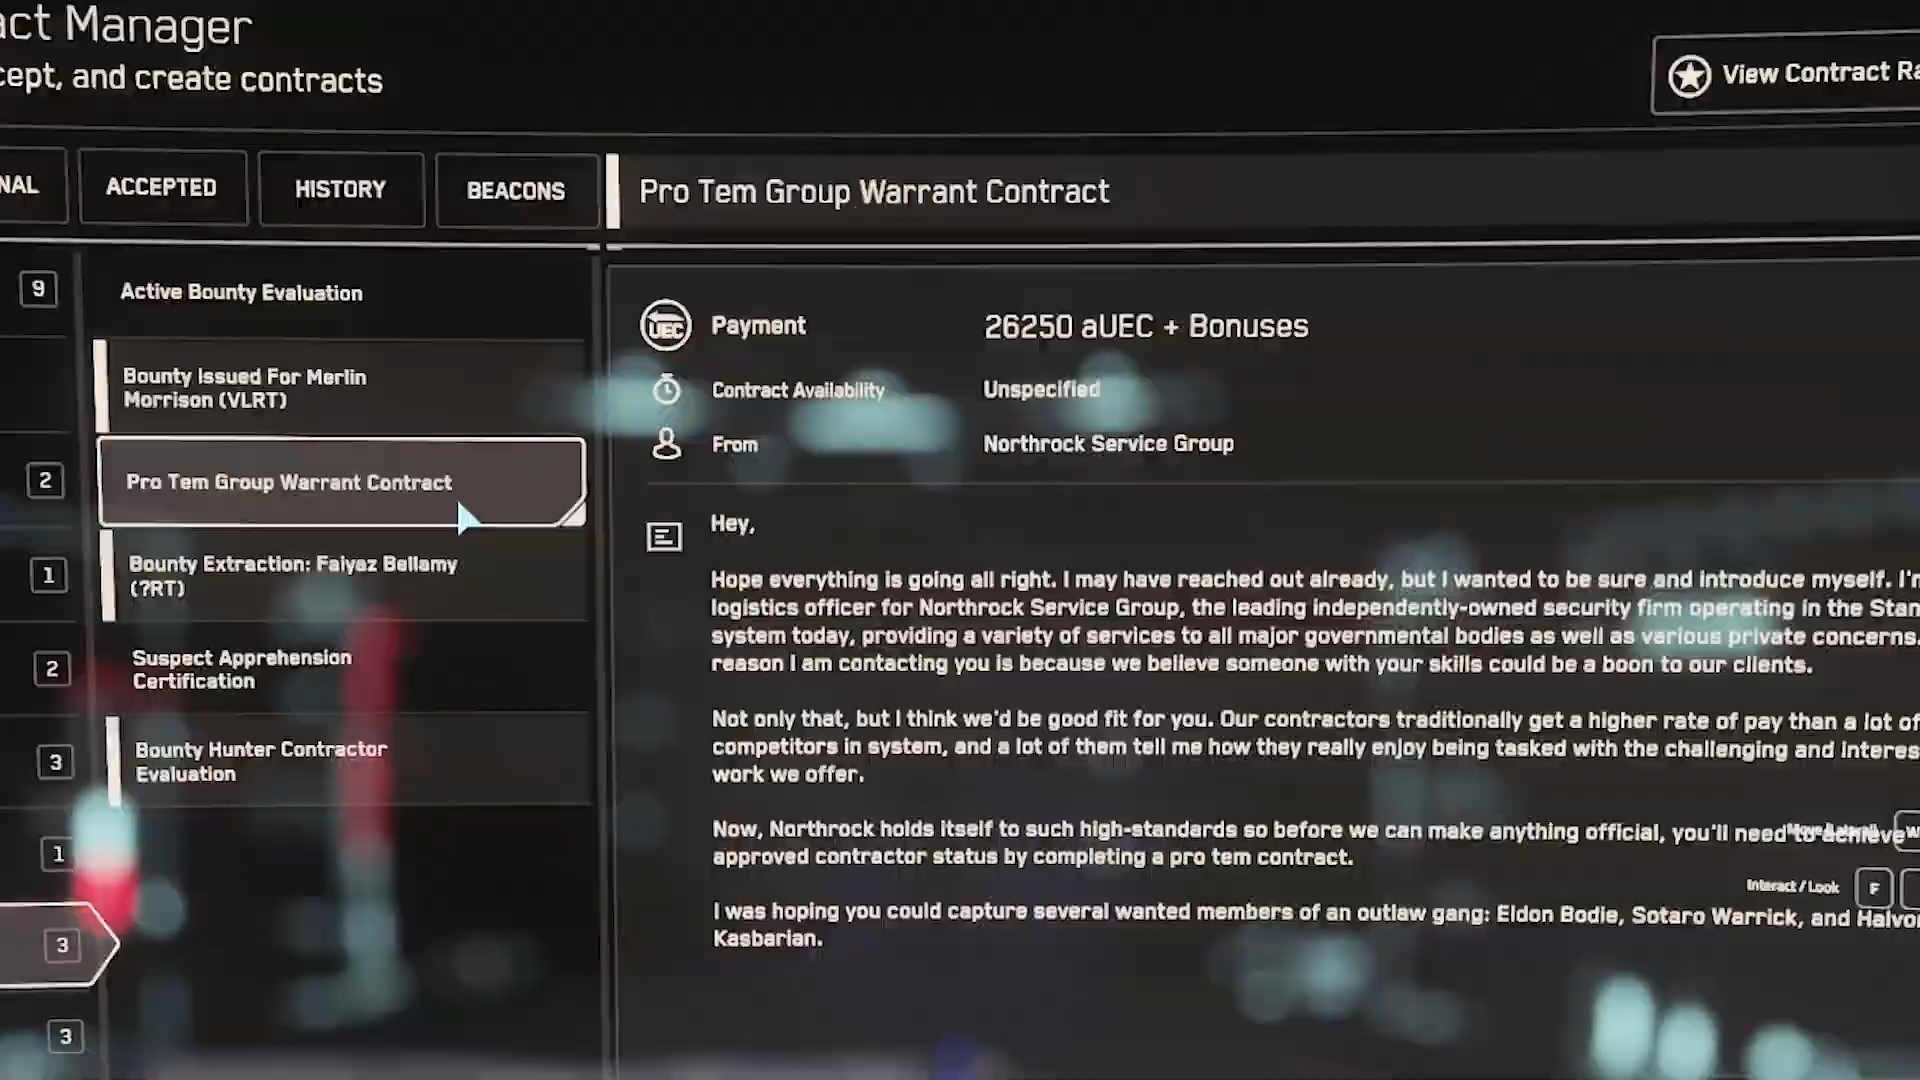 act Manager
cept, and create contracts
View Contract Ra
NAL
ACCEPTED
HISTORY
BEACONS
Pro Tem Group Warrant Contract
9
Active Bounty Evaluation
Bounty Issued For Merlin
Morrison (VLRT)
2
Pro Tem Group Warrant Contract
1
Bounty Extraction: Faiyaz Bellamy
(?RT)
2
Suspect Apprehension
Certification
3
Bounty Hunter Contractor
Evaluation
1
3
3
UEC
Payment
26250 aUEC + Bonuses
Contract Availability
Unspecified
From
Northrock Service Group
Hey,
Hope everything is going all right. I may have reached out already, but I wanted to be sure and introduce myself. I'm
logistics officer for Northrock Service Group, the leading independently-owned security firm operating in the Stan
system today, providing a variety of services to all major governmental bodies as well as various private concerns.
reason I am contacting you is because we believe someone with your skills could be a boon to our clients.
Not only that, but I think we'd be good fit for you. Our contractors traditionally get a higher rate of pay than a lot of
competitors in system, and a lot of them tell me how they really enjoy being tasked with the challenging and interes
work we offer.
Now, Northrock holds itself to such high-standards so before we can make anything official, you'll need to achieve
approved contractor status by completing a pro tem contract.
I was hoping you could capture several wanted members of an outlaw gang: Eldon Bodie, Sotaro Warrick, and Halvor
Kasbarian.
W
Interact / Look
F